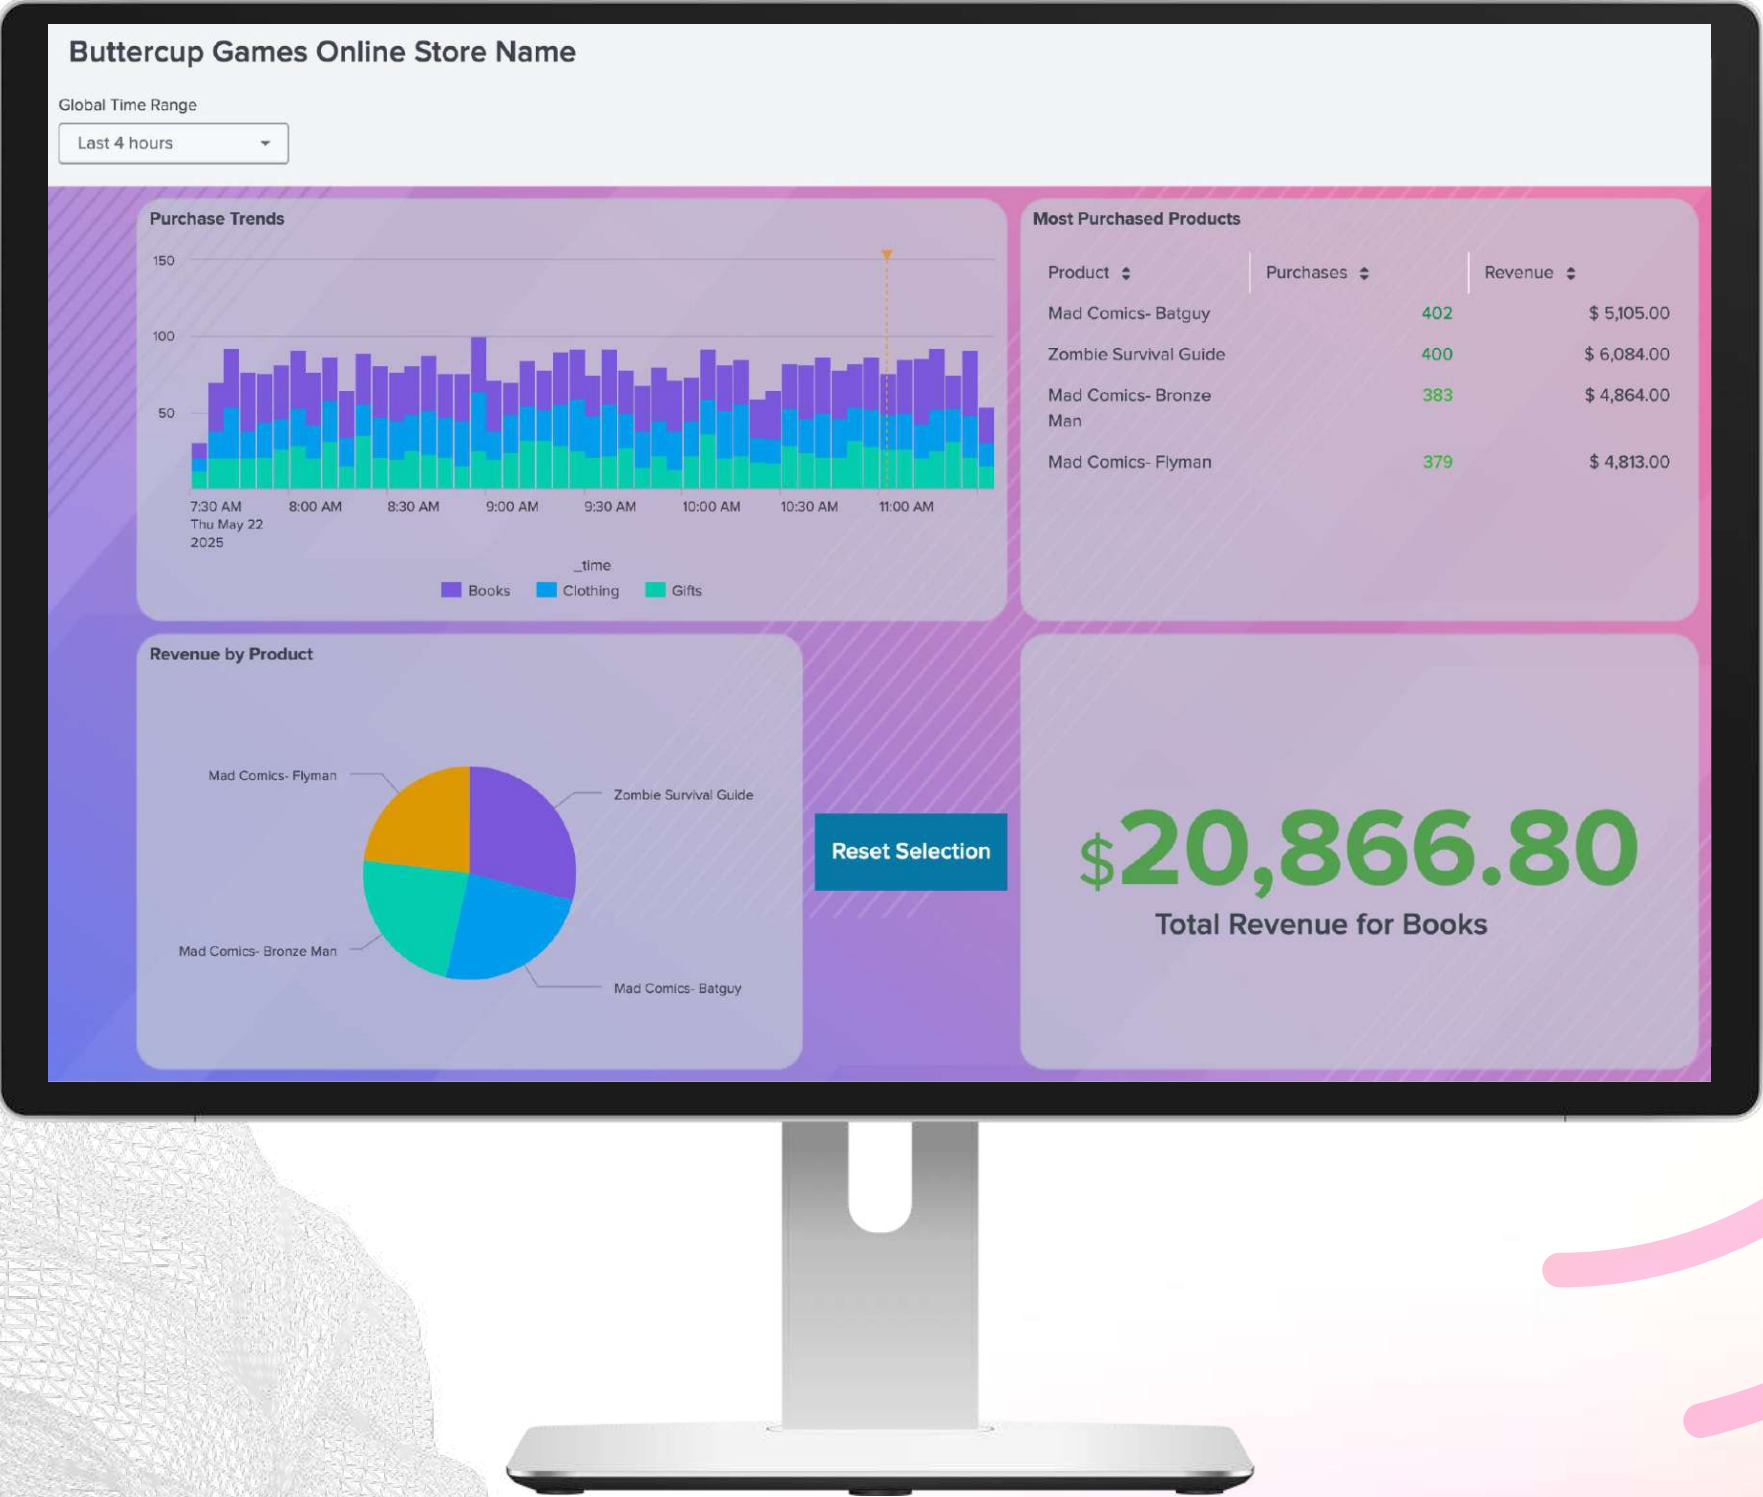 Buttercup Games Online Store Name
Global Time Range
Last 4 hours
Purchase Trends
150
100
50
7:30 AM 8:00 AM 8:30 AM 9:00 AM 9:30 AM 10:00 AM 10:30 AM 11:00 AM
Thu May 22
2025
_time
Books Clothing Gifts
Most Purchased Products
Product Purchases Revenue
Mad Comics- Batguy 402 $ 5,105.00
Zombie Survival Guide 400 $ 6,084.00
Mad Comics- Bronze 383 $ 4,864.00
Man
Mad Comics- Flyman 379 $ 4,813.00
Revenue by Product
Mad Comics- Flyman
Zombie Survival Guide
Mad Comics- Bronze Man
Mad Comics- Batguy
Reset Selection
$20,866.80
Total Revenue for Books